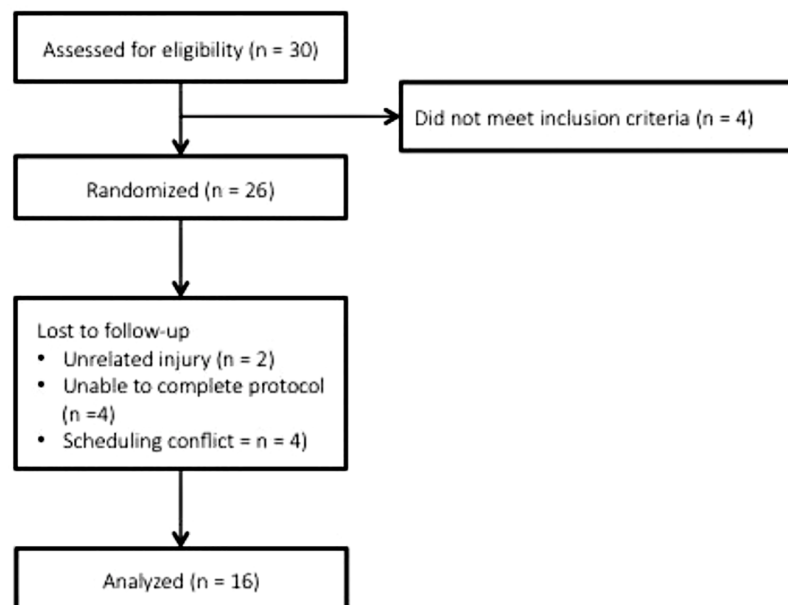 Assessed for eligibility (n = 30)
Did not meet inclusion criteria (n = 4)
Randomized (n = 26)
Lost to follow-up
• Unrelated injury (n = 2)
• Unable to complete protocol
(n =4)
• Scheduling conflict = n = 4)
Analyzed (n = 16)